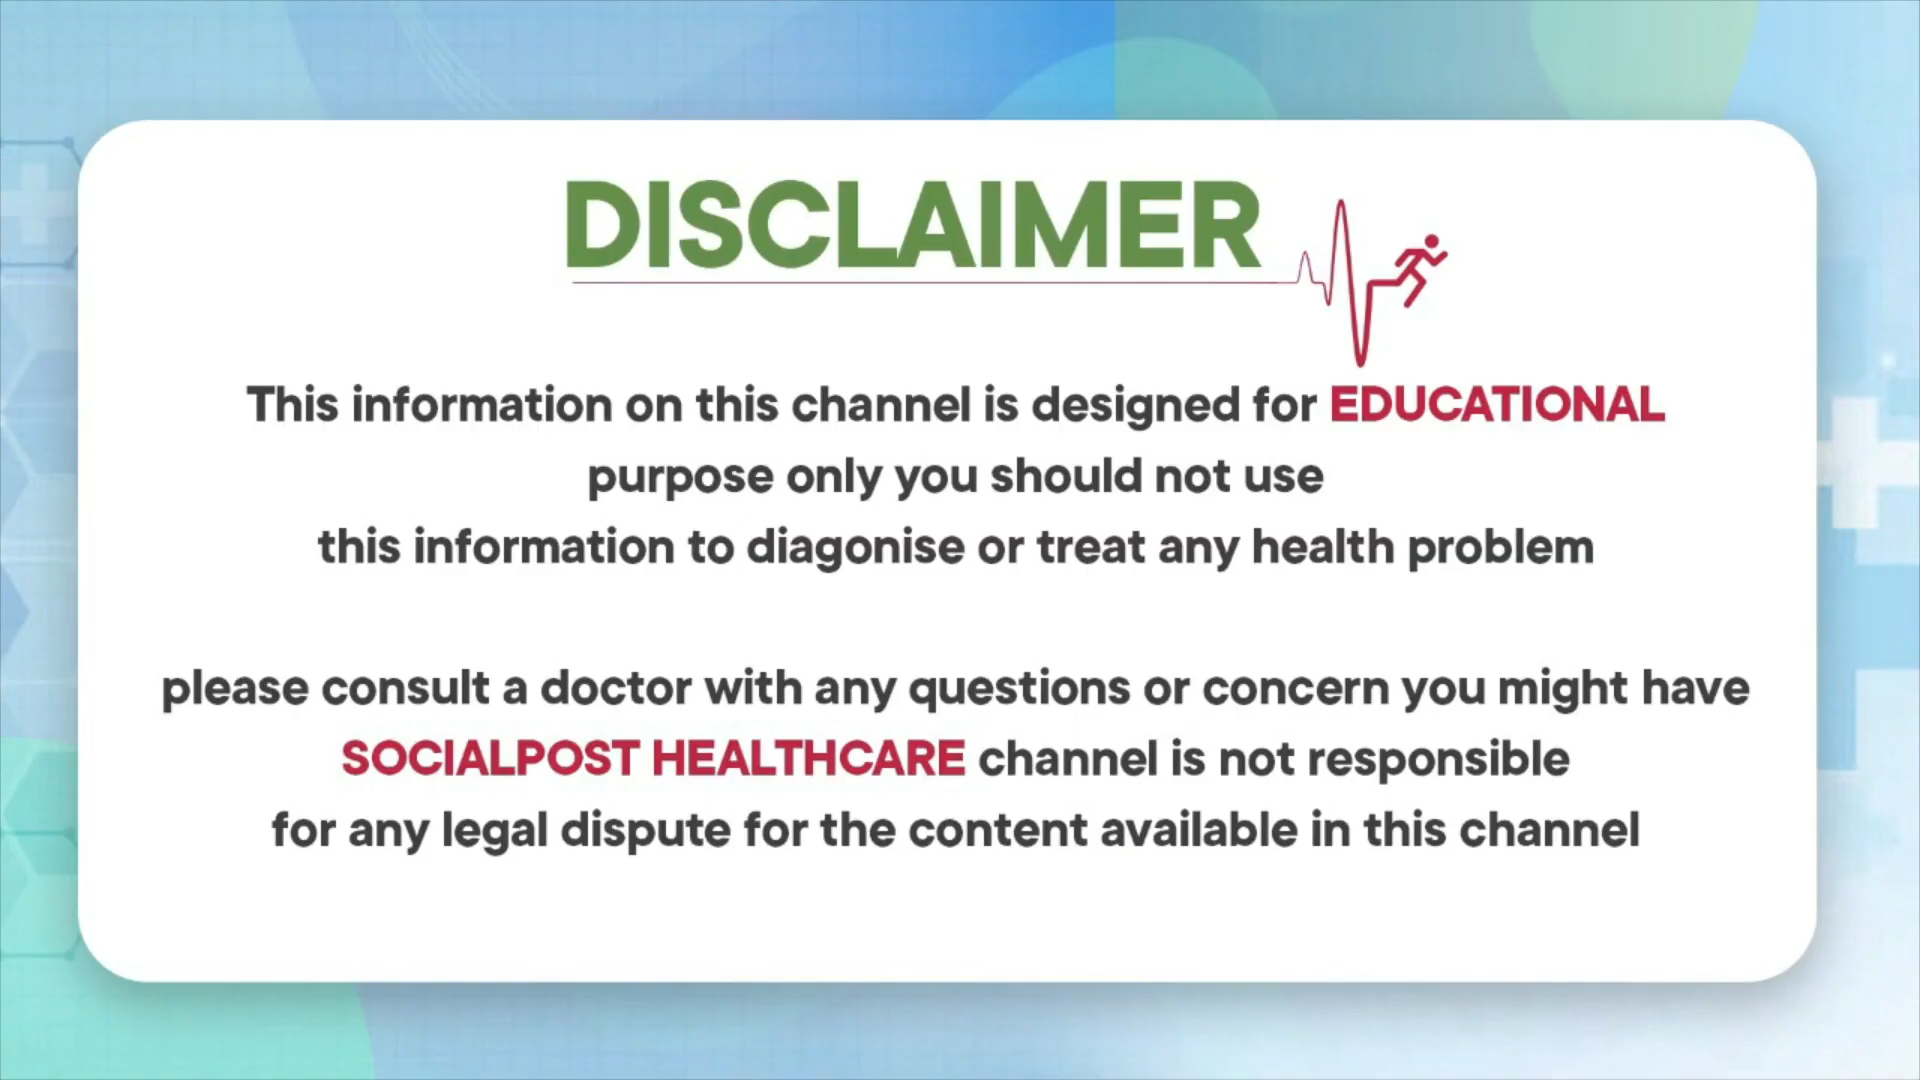 DISCLAIMER
This information on this channel is designed for EDUCATIONAL
purpose only you should not use
this information to diagonise or treat any health problem
please consult a doctor with any questions or concern you might have
SOCIALPOST HEALTHCARE channel is not responsible
for any legal dispute for the content available in this channel